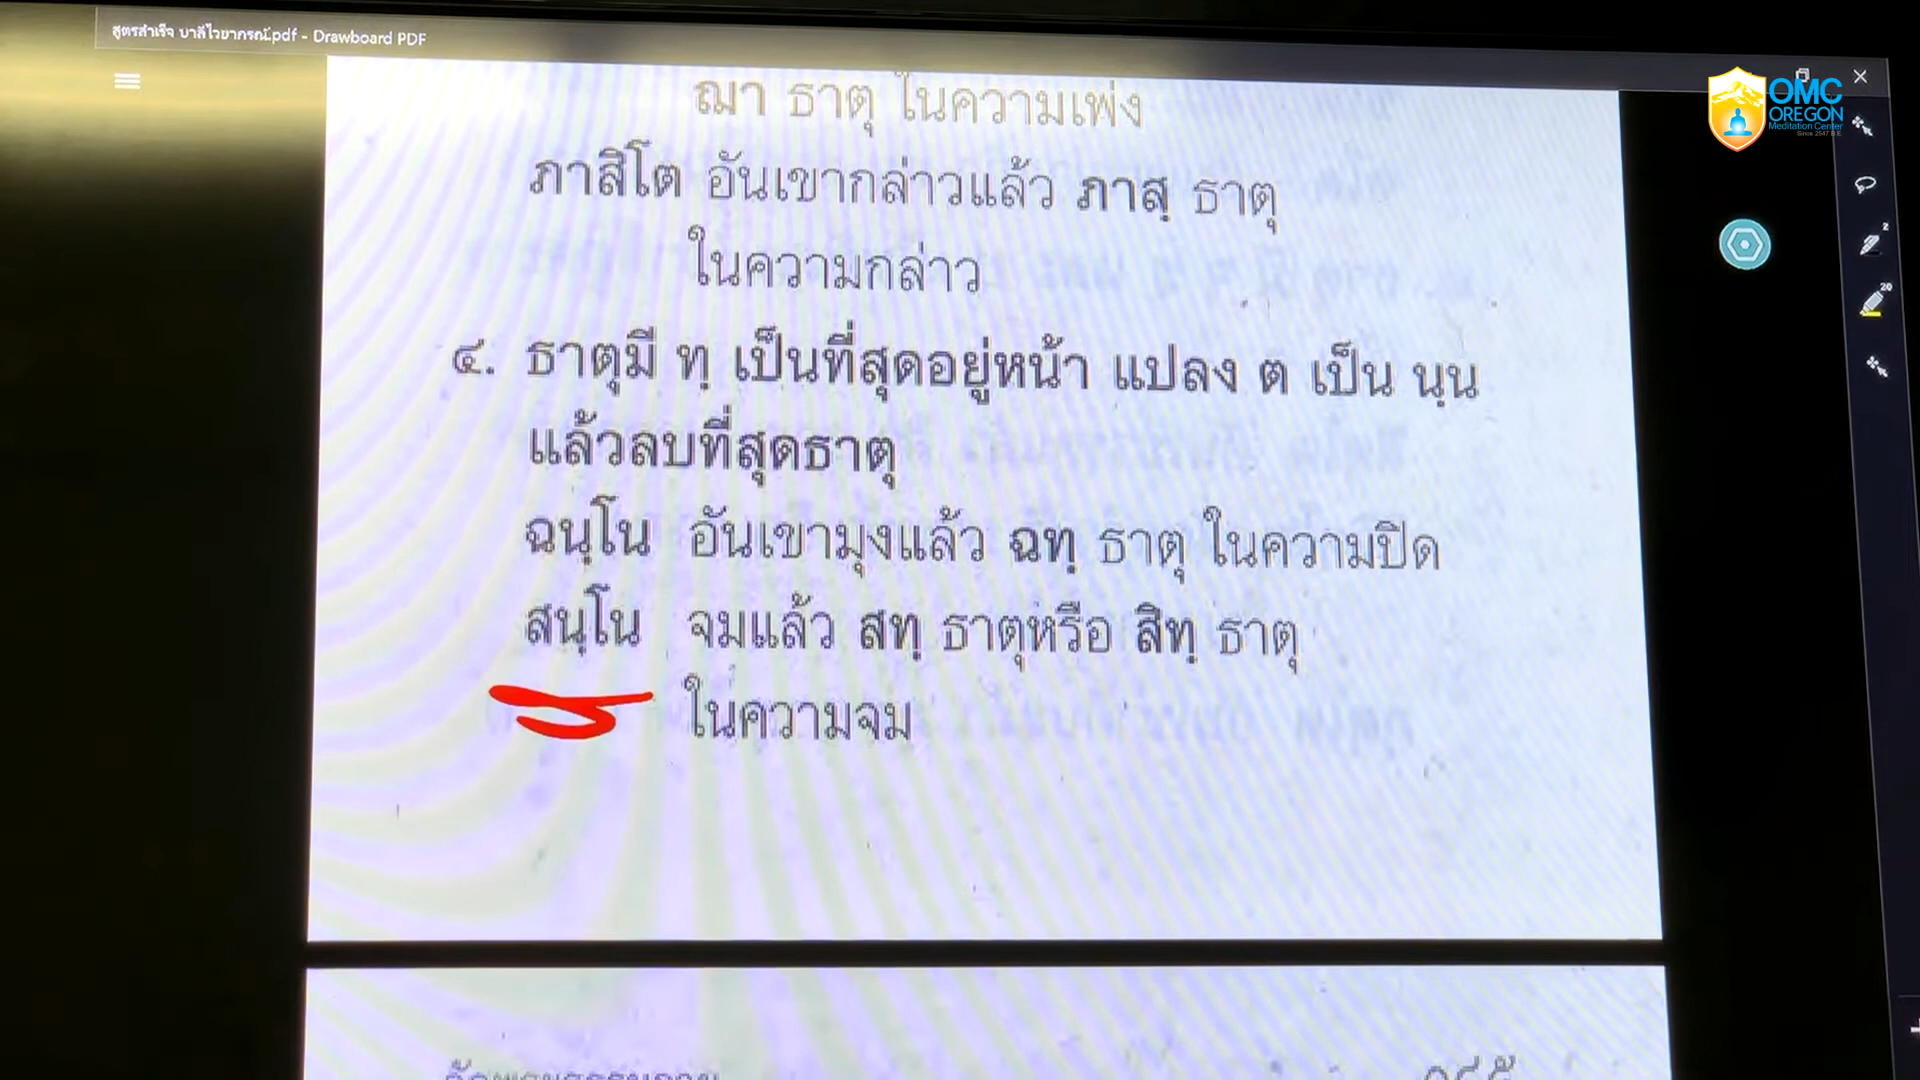 สูตรสำเร็จ บาลีไวยากรณ์.pdf - Drawboard PDF
OMC
OREGON
Meditation Center
Since 2547 B.E.
2
20
ฌา ธาตุ ในความเพ่ง
ภาสิโต อันเขากล่าวแล้ว ภาสฺ ธาตุ
ในความกล่าว
๔. ธาตุมี ทฺ เป็นที่สุดอยู่หน้า แปลง ต เป็น นฺน
แล้วลบที่สุดธาตุ
ฉนฺโน อันเขามุงแล้ว ฉทฺ ธาตุ ในความปิด
สนฺโน จมแล้ว สทฺ ธาตุหรือ สิทฺ ธาตุ
ในความจม